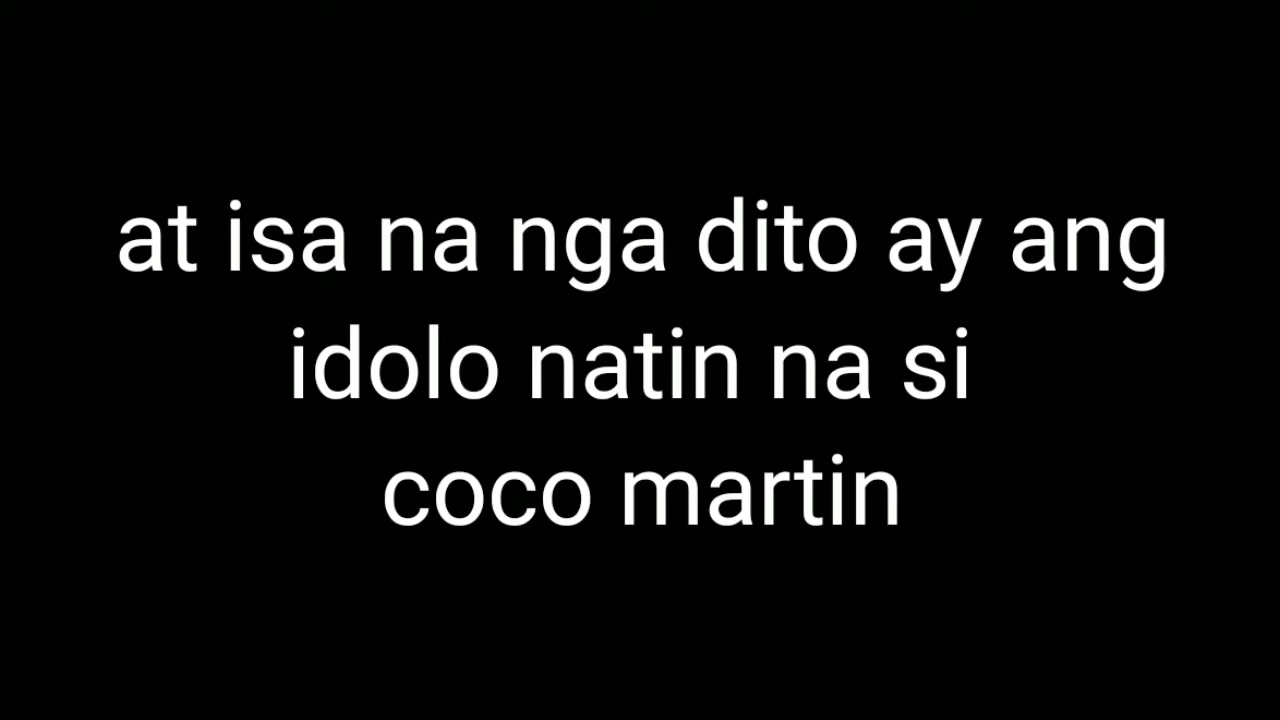 at isa na nga dito ay ang
idolo natin na si
coco martin